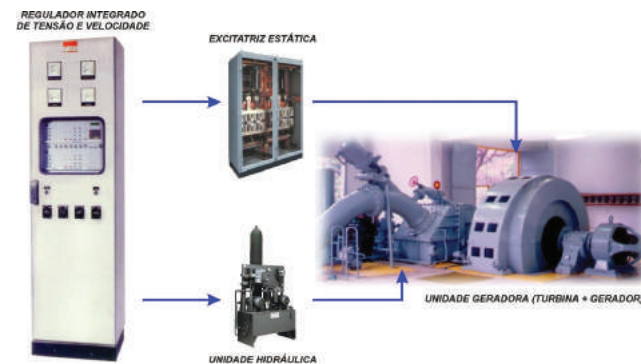 REGULADOR INTEGRADO
DE TENSÃO E VELOCIDADE
EXCITATRIZ ESTÁTICA
UNIDADE GERADORA (TURBINA + GERADOR)
UNIDADE HIDRÁULICA